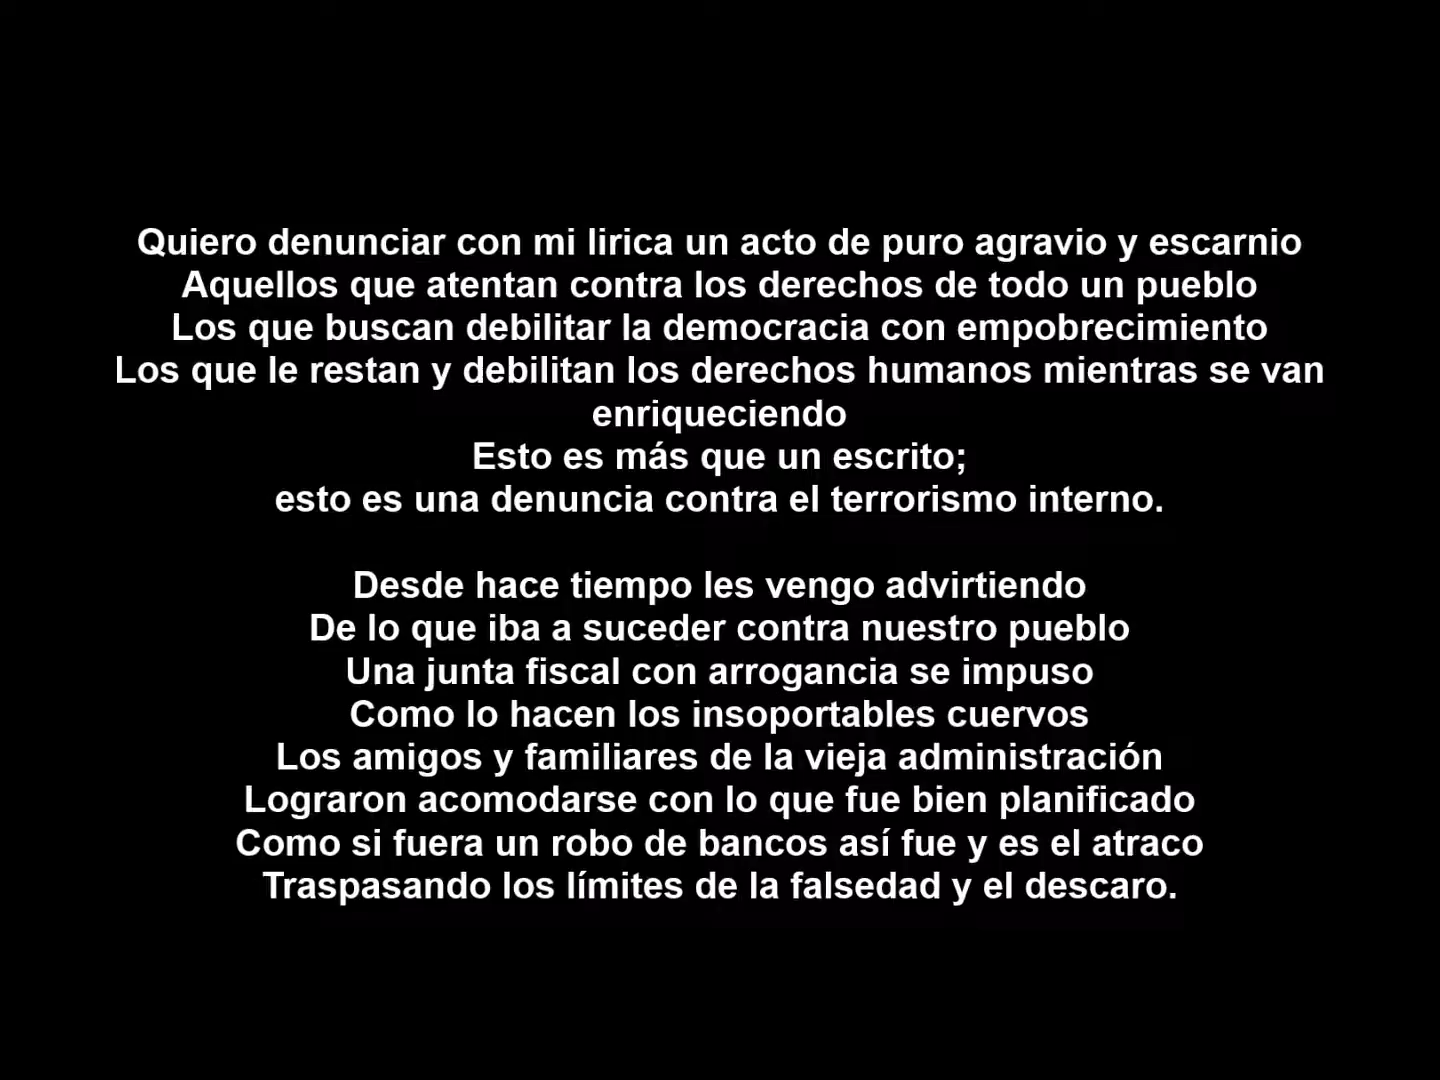 Quiero denunciar con mi lirica un acto de puro agravio y escarnio
Aquellos que atentan contra los derechos de todo un pueblo
Los que buscan debilitar la democracia con empobrecimiento
Los que le restan y debilitan los derechos humanos mientras se van
enriqueciendo
Esto es más que un escrito;
esto es una denuncia contra el terrorismo interno.

Desde hace tiempo les vengo advirtiendo
De lo que iba a suceder contra nuestro pueblo
Una junta fiscal con arrogancia se impuso
Como lo hacen los insoportables cuervos
Los amigos y familiares de la vieja administración
Lograron acomodarse con lo que fue bien planificado
Como si fuera un robo de bancos así fue y es el atraco
Traspasando los límites de la falsedad y el descaro.